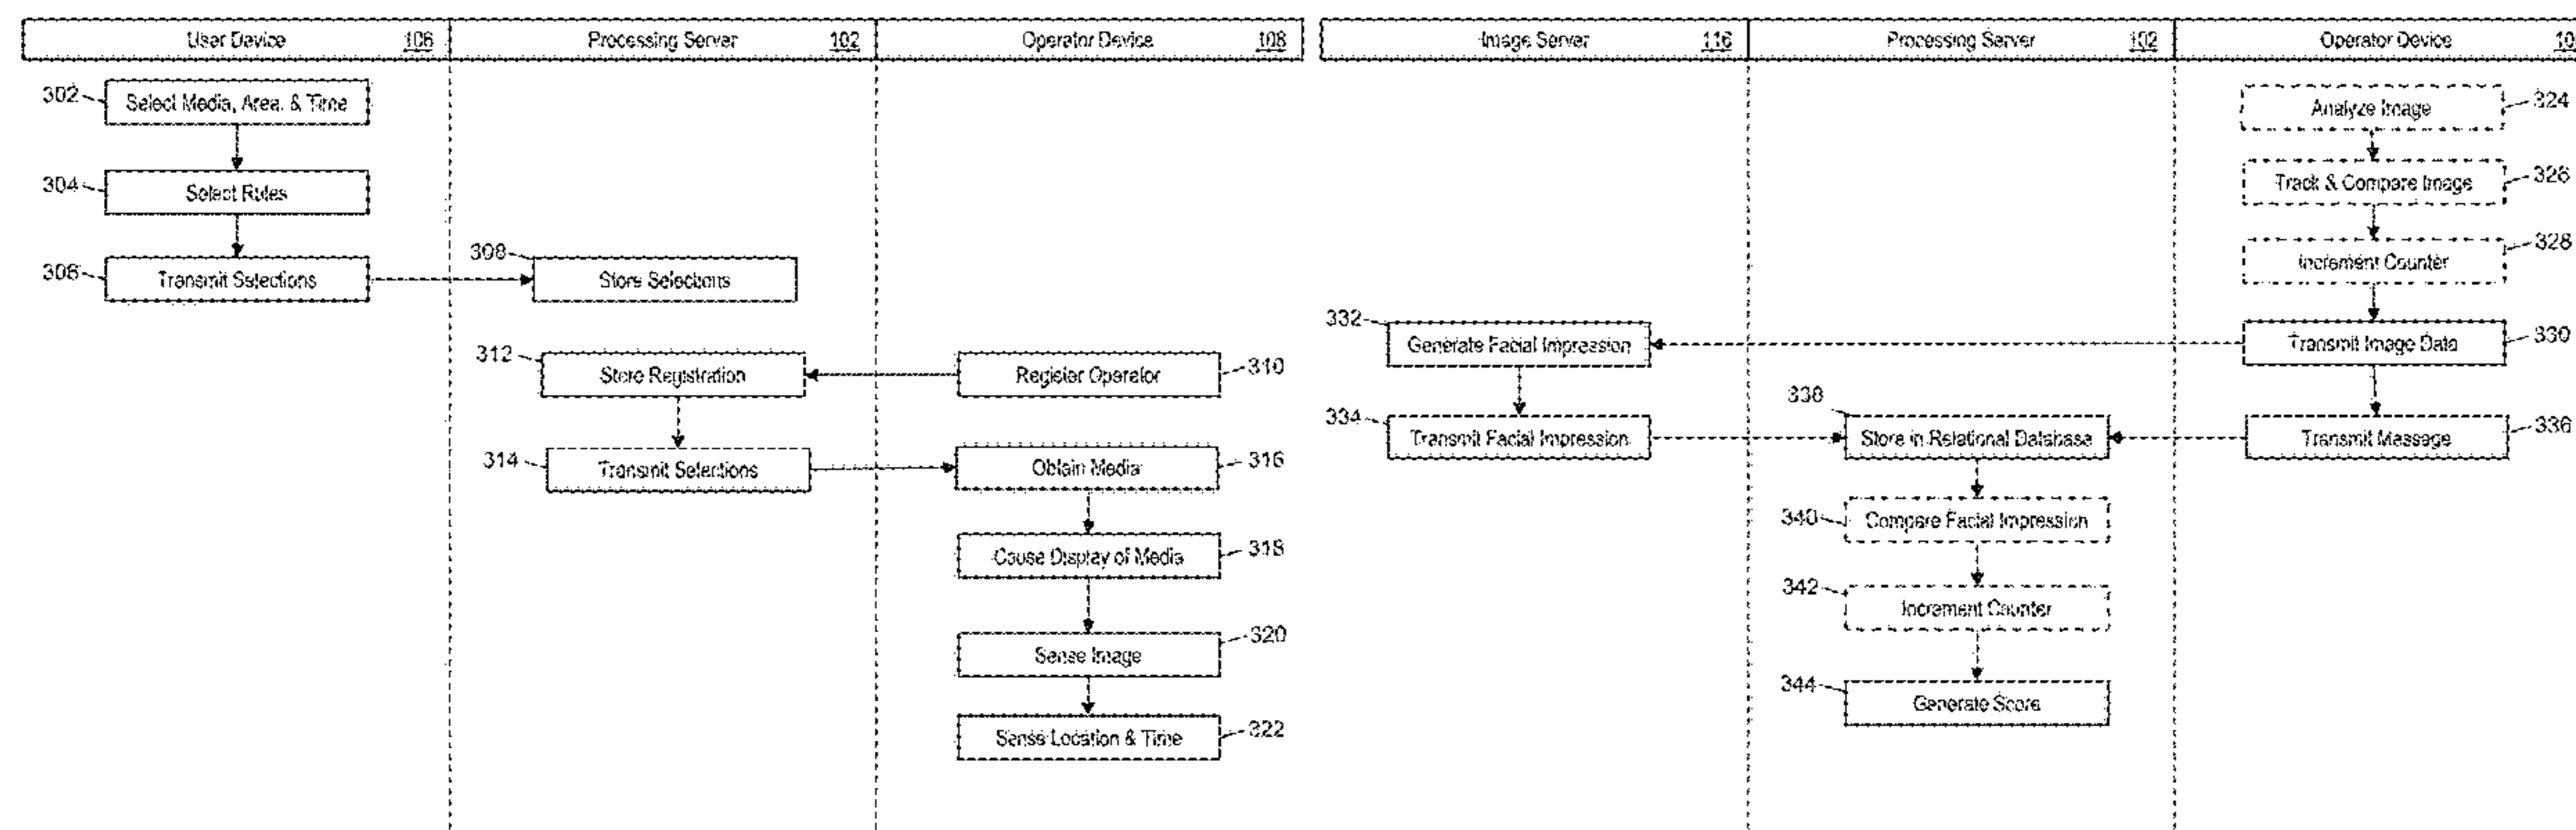 User Device 106 Processing Server 102 Operator Device 108
302 Select Media, Area, & Time
304 Select Rules
306 Transmit Selections
308 Store Selections
312 Store Registration
Register Operator 310
314 Transmit Selections
Obtain Media 316
Cause Display of Media 318
Sense Image 320
Sense Location & Time 322
Image Server 116 Processing Server 102 Operator Device
Analyze Image 324
Track & Compare Image 326
Increment Counter 328
332 Generate Facial Impression
Transmit Image Data 330
334 Transmit Facial Impression
338 Store in Relational Database
Transmit Message 336
340 Compare Facial Impression
342 Increment Counter
344 Generate Score